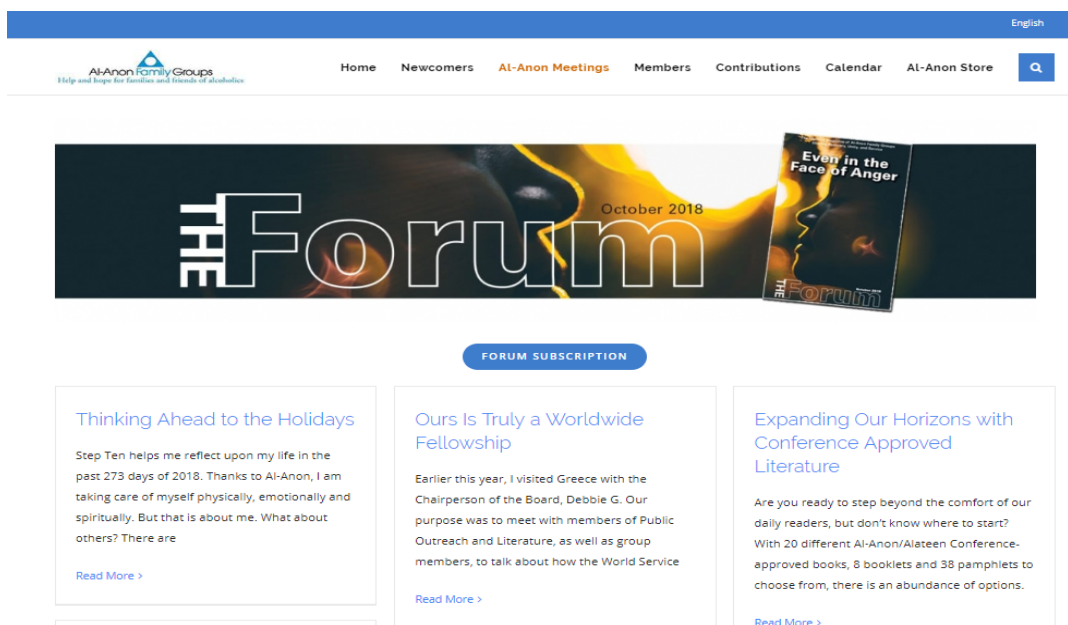 English
Al-Anon Family Groups
Help and hope for families and friends of alcoholics
Home Newcomers Al-Anon Meetings Members Contributions Calendar Al-Anon Store
THE Forum
October 2018
Even in the
Face of Anger
THE Forum
October 2018
FORUM SUBSCRIPTION
Thinking Ahead to the Holidays
Step Ten helps me reflect upon my life in the
past 273 days of 2018. Thanks to Al-Anon, I am
taking care of myself physically, emotionally and
spiritually. But that is about me. What about
others? There are
Read More >
Ours Is Truly a Worldwide
Fellowship
Earlier this year, I visited Greece with the
Chairperson of the Board, Debbie G. Our
purpose was to meet with members of Public
Outreach and Literature, as well as group
members, to talk about how the World Service
Read More >
Expanding Our Horizons with
Conference Approved
Literature
Are you ready to step beyond the comfort of our
daily readers, but don’t know where to start?
With 20 different Al-Anon/Alateen Conference-
approved books, 8 booklets and 38 pamphlets to
choose from, there is an abundance of options.
Read More >